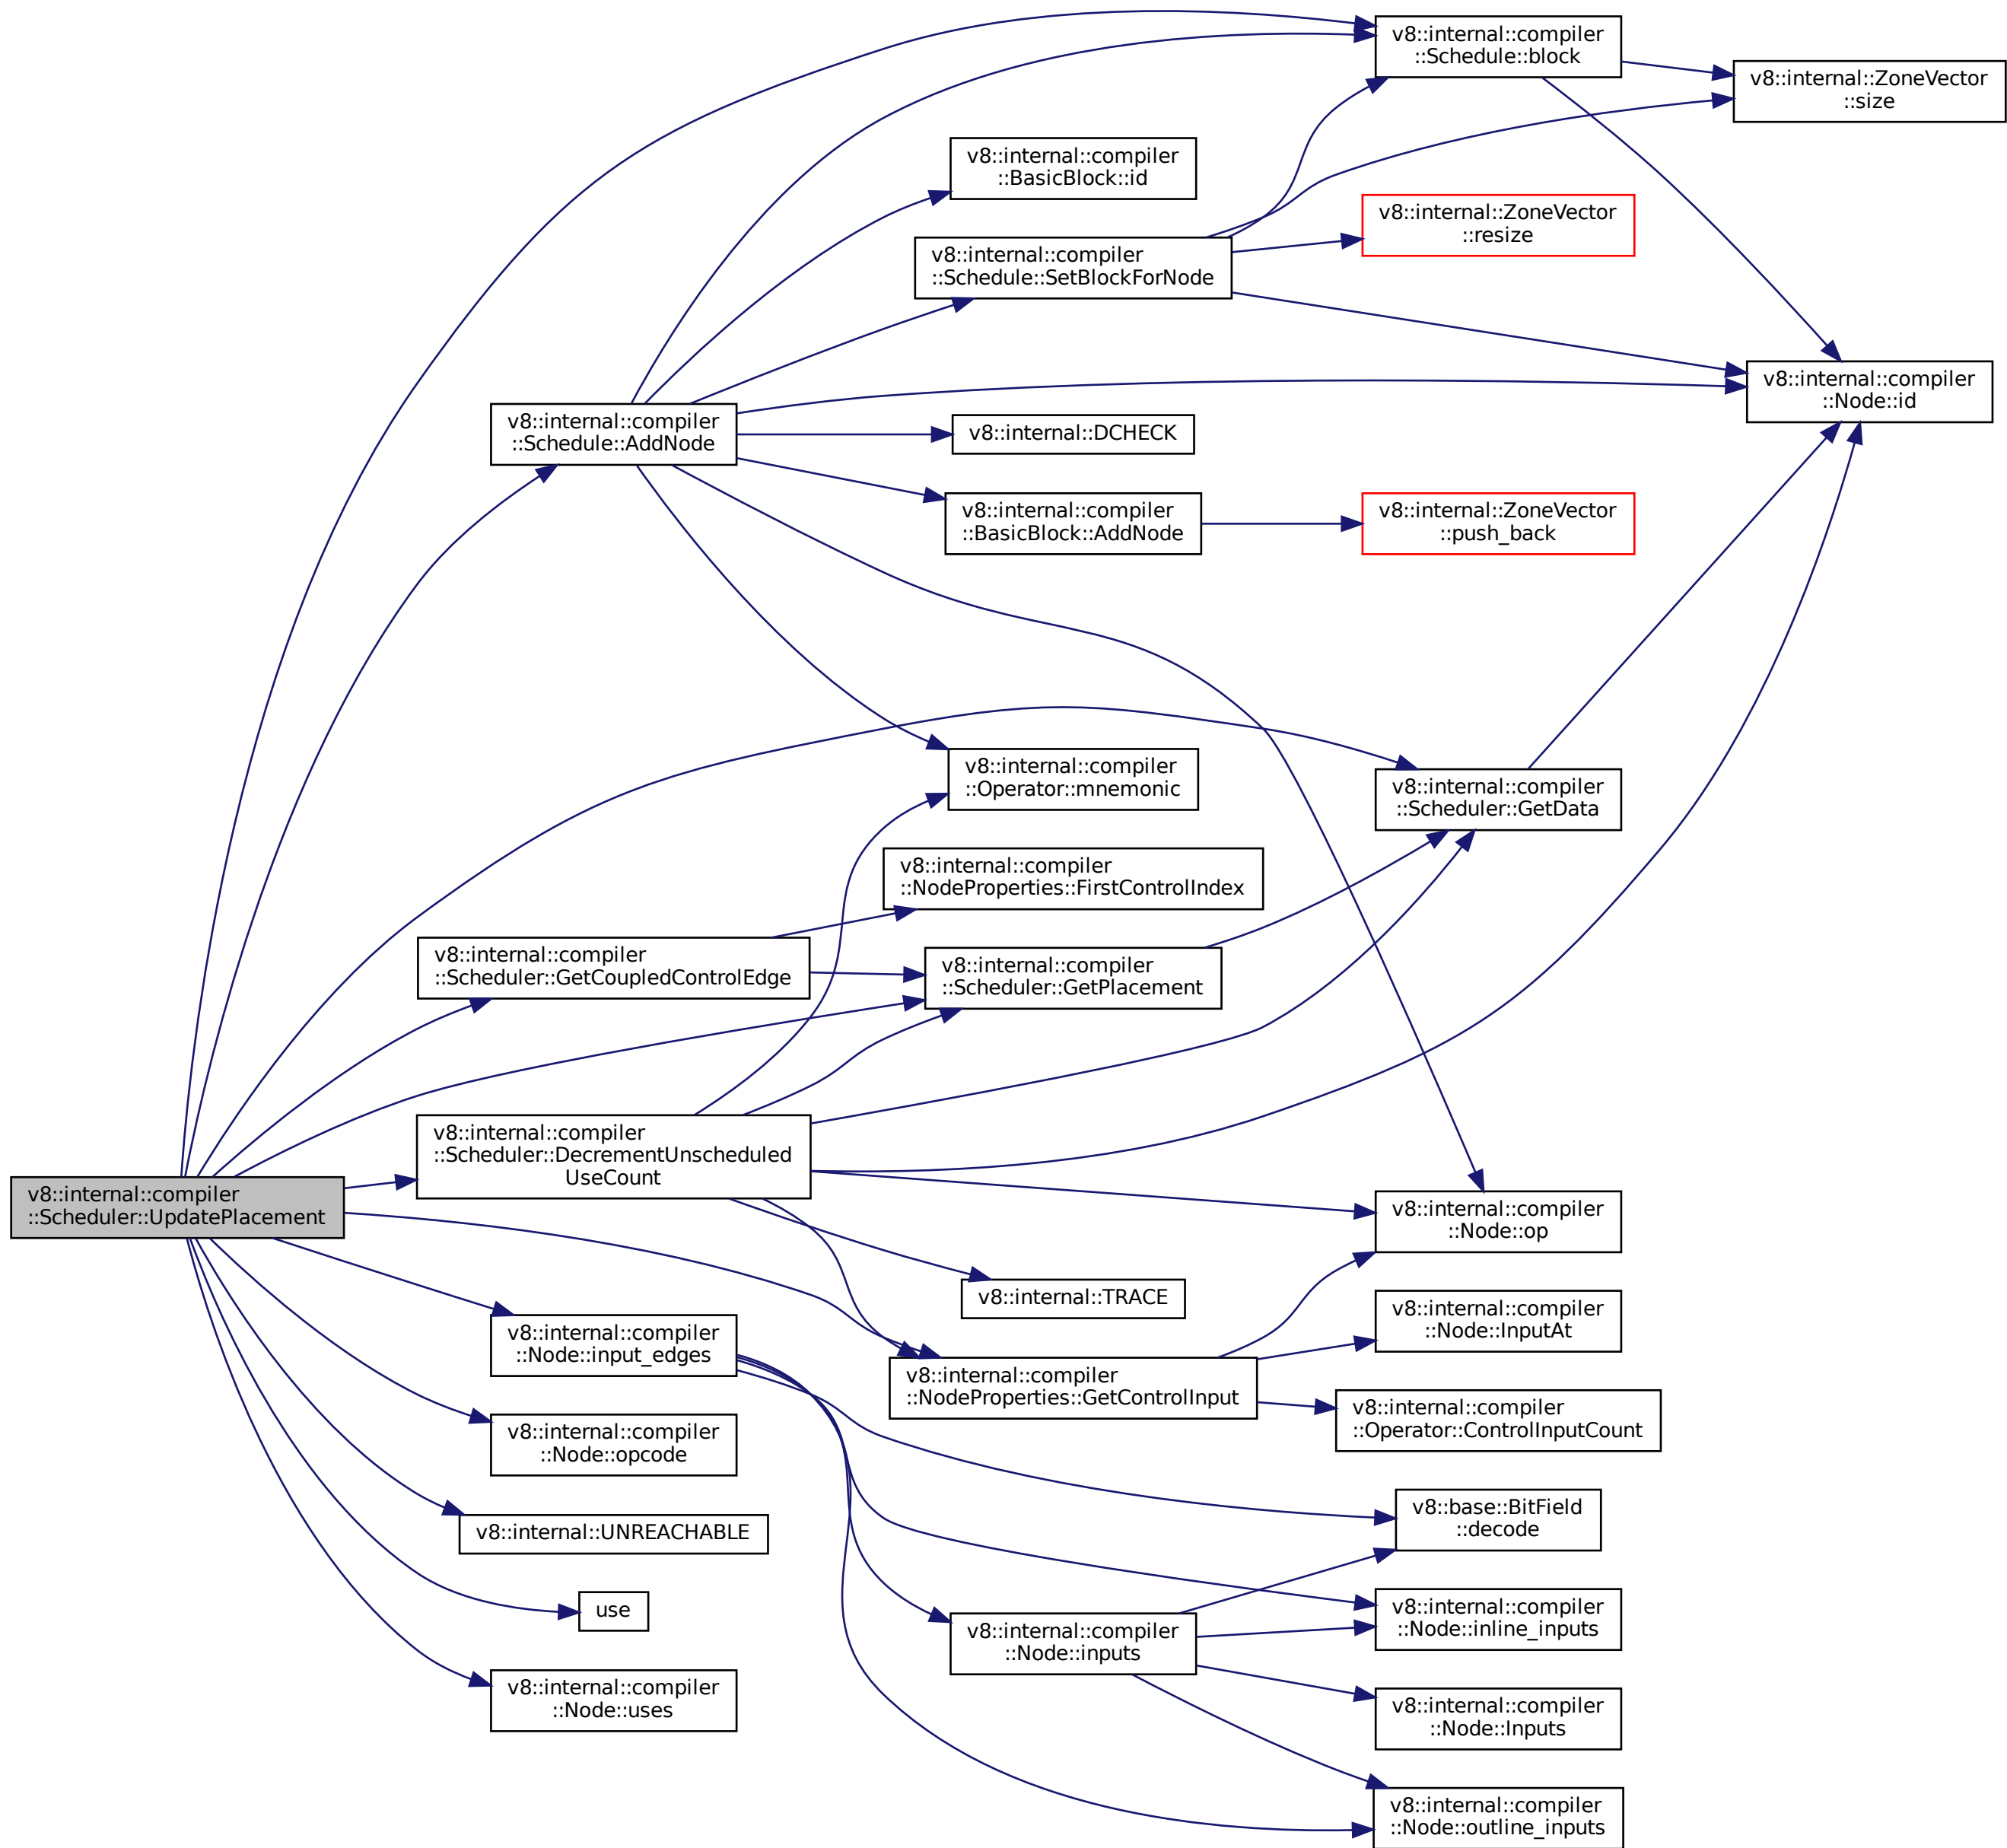 v8::internal::compiler
::Schedule::block
v8::internal::ZoneVector
::size
v8::internal::compiler
::BasicBlock::id
v8::internal::ZoneVector
::resize
v8::internal::compiler
::Schedule::SetBlockForNode
v8::internal::compiler
::Node::id
v8::internal::compiler
::Schedule::AddNode
v8::internal::DCHECK
v8::internal::compiler
::BasicBlock::AddNode
v8::internal::ZoneVector
::push_back
v8::internal::compiler
::Operator::mnemonic
v8::internal::compiler
::Scheduler::GetData
v8::internal::compiler
::NodeProperties::FirstControlIndex
v8::internal::compiler
::Scheduler::GetCoupledControlEdge
v8::internal::compiler
::Scheduler::GetPlacement
v8::internal::compiler
::Scheduler::DecrementUnscheduled
UseCount
v8::internal::compiler
::Scheduler::UpdatePlacement
v8::internal::compiler
::Node::op
v8::internal::TRACE
v8::internal::compiler
::Node::InputAt
v8::internal::compiler
::Node::input_edges
v8::internal::compiler
::NodeProperties::GetControlInput
v8::internal::compiler
::Operator::ControlInputCount
v8::internal::compiler
::Node::opcode
v8::base::BitField
::decode
v8::internal::UNREACHABLE
use
v8::internal::compiler
::Node::inline_inputs
v8::internal::compiler
::Node::inputs
v8::internal::compiler
::Node::uses
v8::internal::compiler
::Node::Inputs
v8::internal::compiler
::Node::outline_inputs